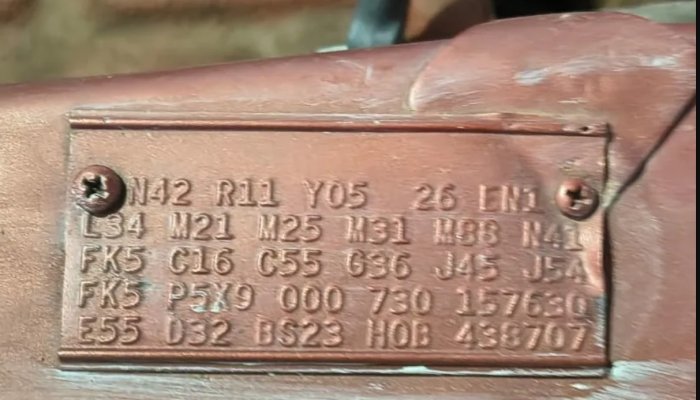 N42 R11 Y05 26 EN1
L34 M21 M25 M31 M88 N41
FK5 C16 C55 G36 J45 J5A
FK5 P5X9 000 730 157630
E55 D32 BS23 H0B 438707